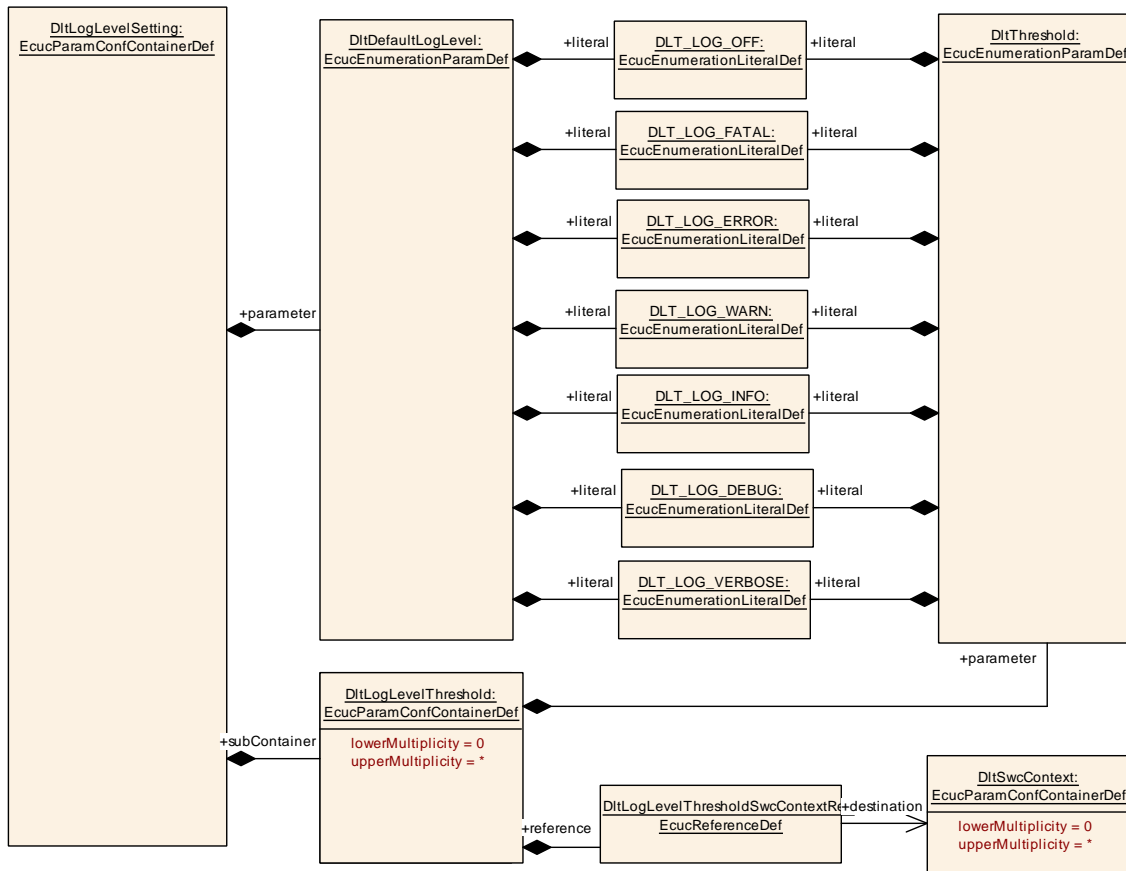 DltLogLevelSetting:
EcucParamConfContainerDef
DltDefaultLogLevel:
EcucEnumerationParamDef
+literal
DLT_LOG_OFF:
EcucEnumerationLiteralDef
+literal
DltThreshold:
EcucEnumerationParamDef
+literal
DLT_LOG_FATAL:
EcucEnumerationLiteralDef
+literal
+literal
DLT_LOG_ERROR:
EcucEnumerationLiteralDef
+literal
+parameter
+literal
DLT_LOG_WARN:
EcucEnumerationLiteralDef
+literal
+literal
DLT_LOG_INFO:
EcucEnumerationLiteralDef
+literal
+literal
DLT_LOG_DEBUG:
EcucEnumerationLiteralDef
+literal
+literal
DLT_LOG_VERBOSE:
EcucEnumerationLiteralDef
+literal
+parameter
DltLogLevelThreshold:
EcucParamConfContainerDef
lowerMultiplicity = 0
upperMultiplicity = *
+subContainer
+reference
DltLogLevelThresholdSwcContextRe
EcucReferenceDef
+destination
DltSwcContext:
EcucParamConfContainerDef
lowerMultiplicity = 0
upperMultiplicity = *